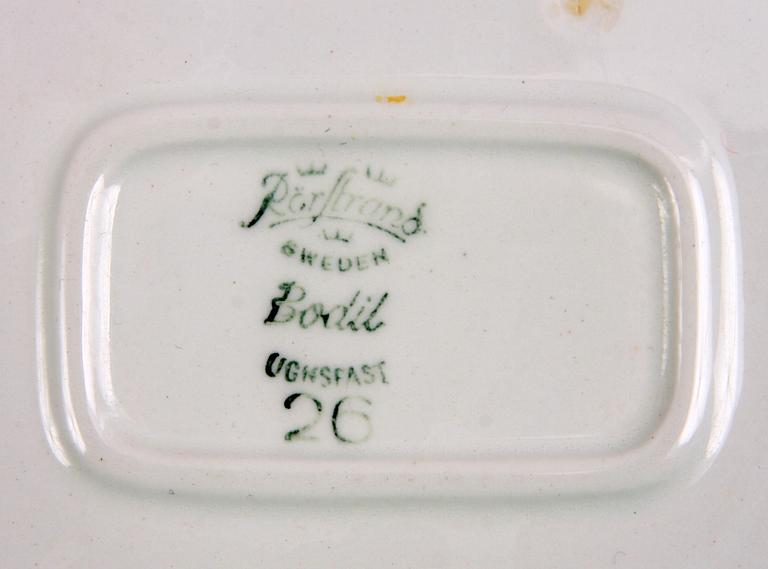 Rörstrand
SWEDEN
Bodil
UGNSFAST
26